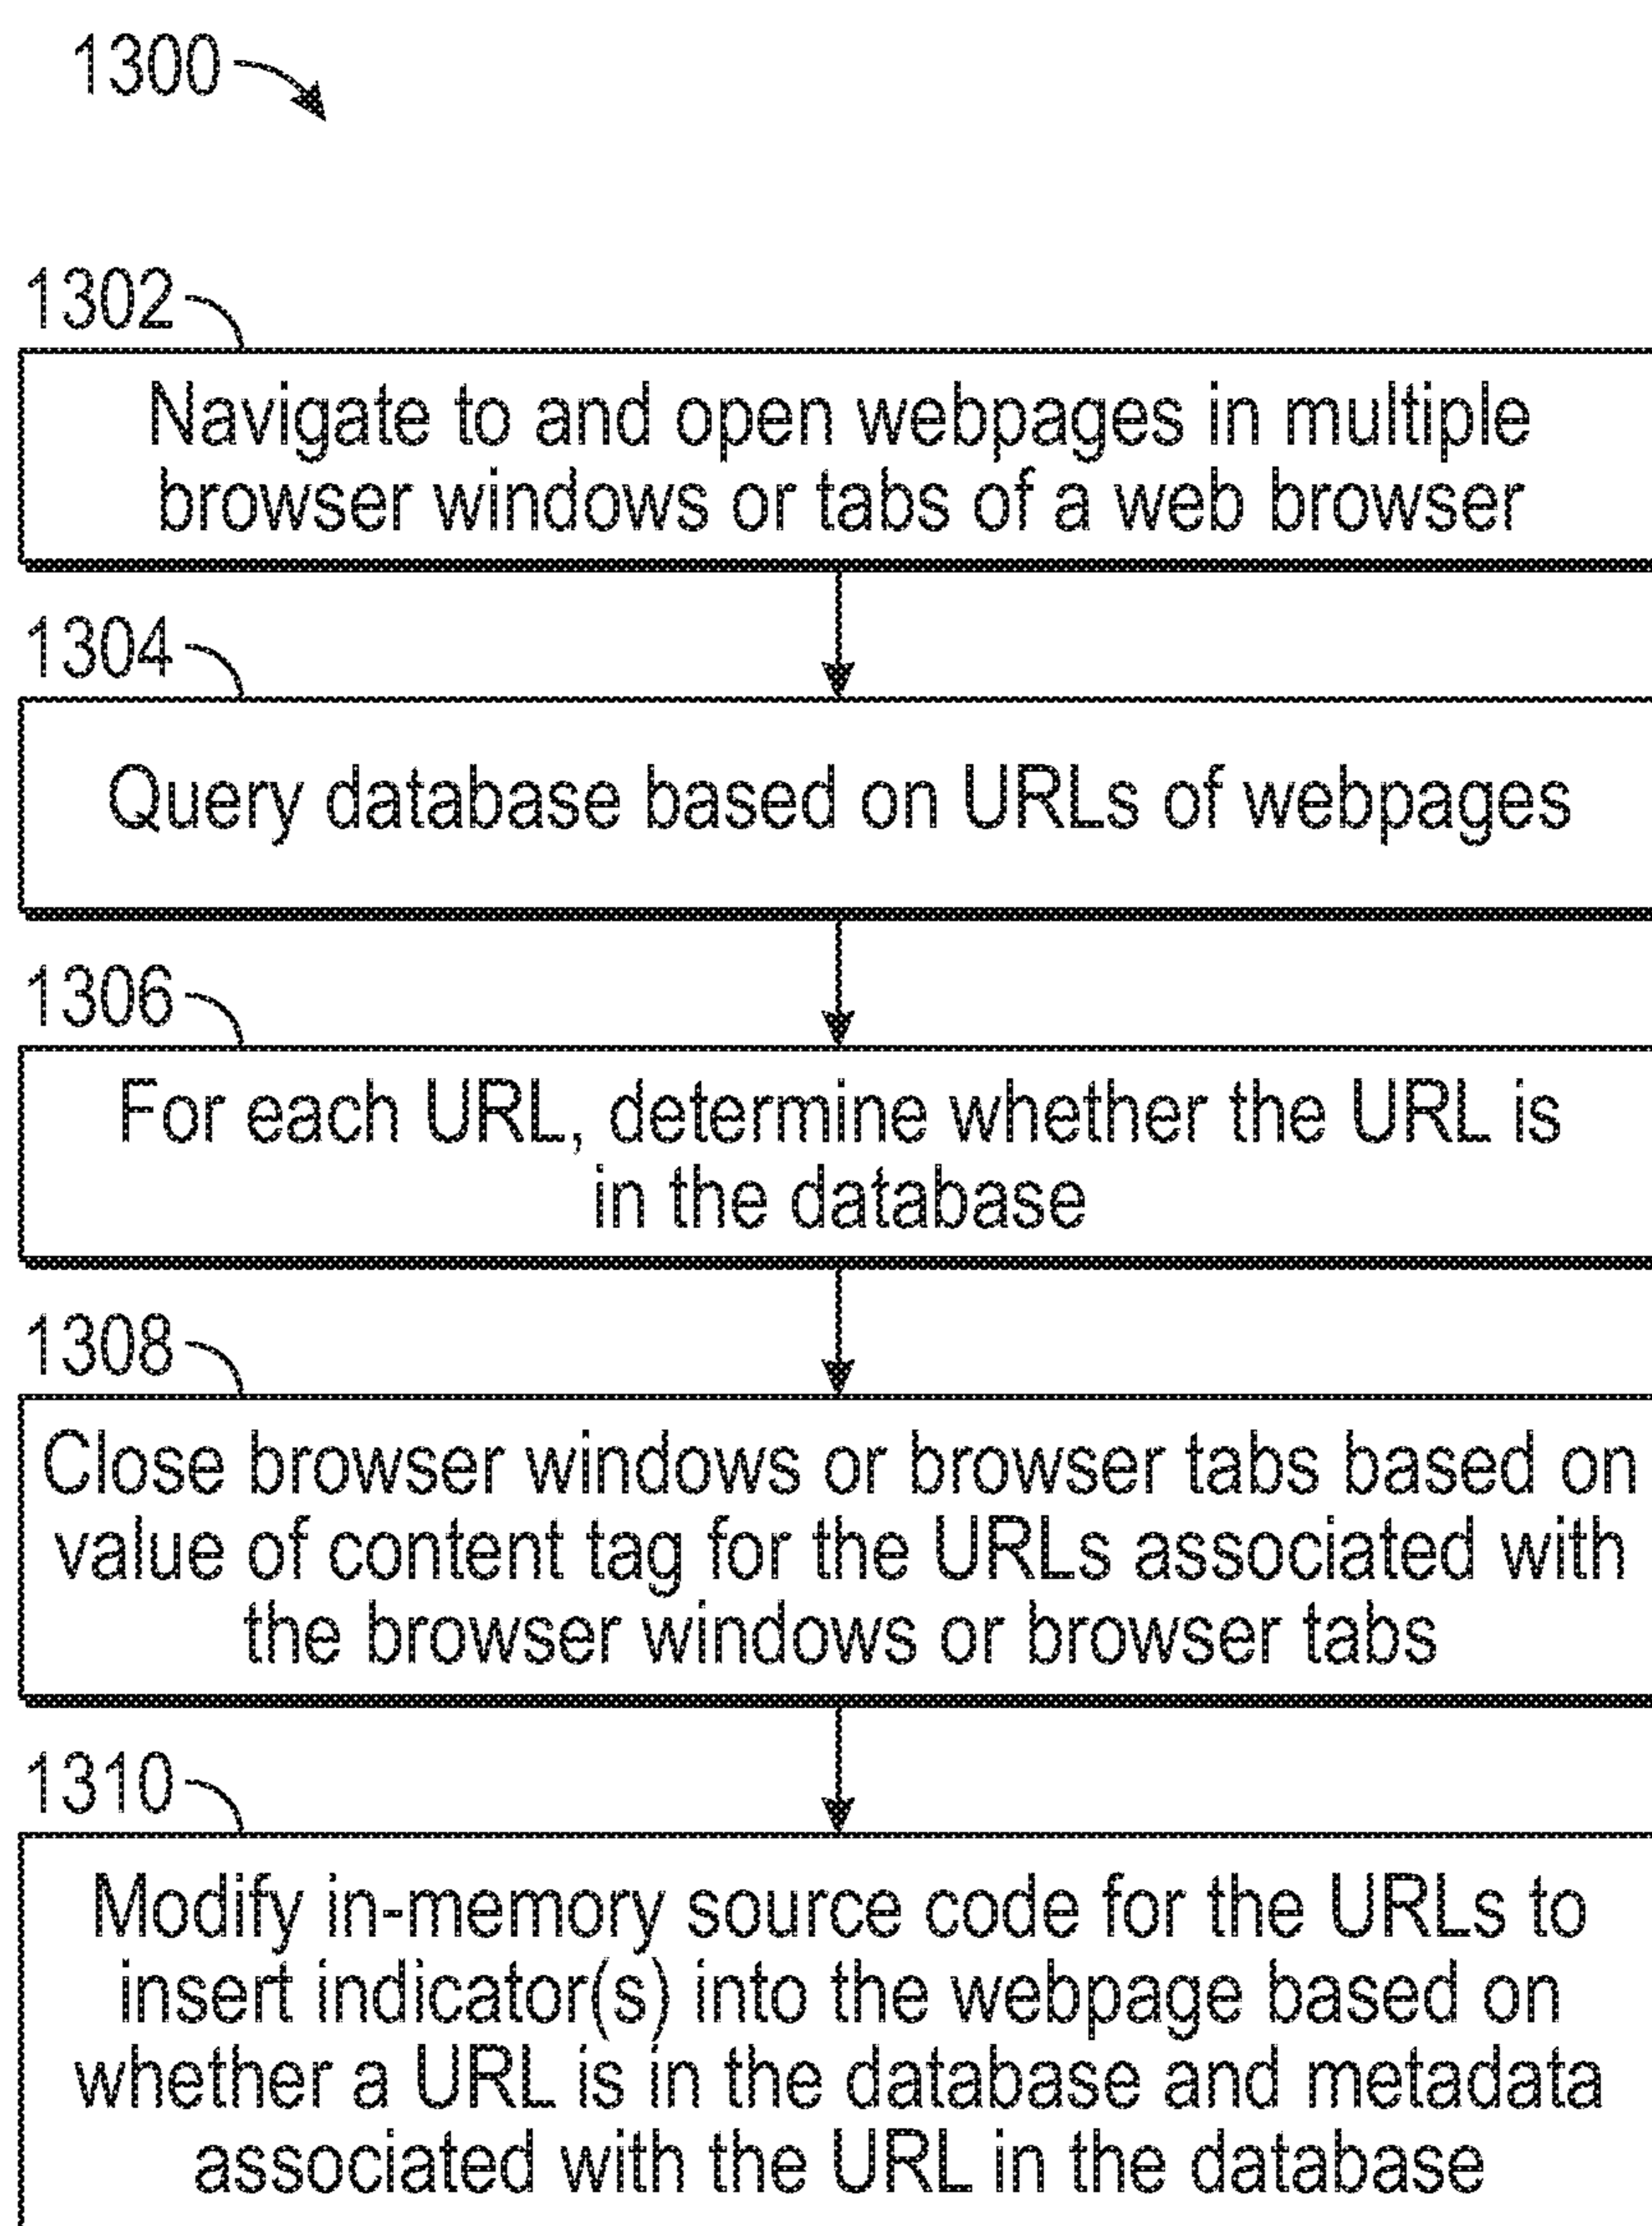 1300
1302
Navigate to and open webpages in multiple
browser windows or tabs of a web browser
1304
Query database based on URLs of webpages
1306
For each URL, determine whether the URL is
in the database
1308
Close browser windows or browser tabs based on
value of content tag for the URLs associated with
the browser windows or browser tabs
1310
Modify in-memory source code for the URLs to
insert indicator(s) into the webpage based on
whether a URL is in the database and metadata
associated with the URL in the database